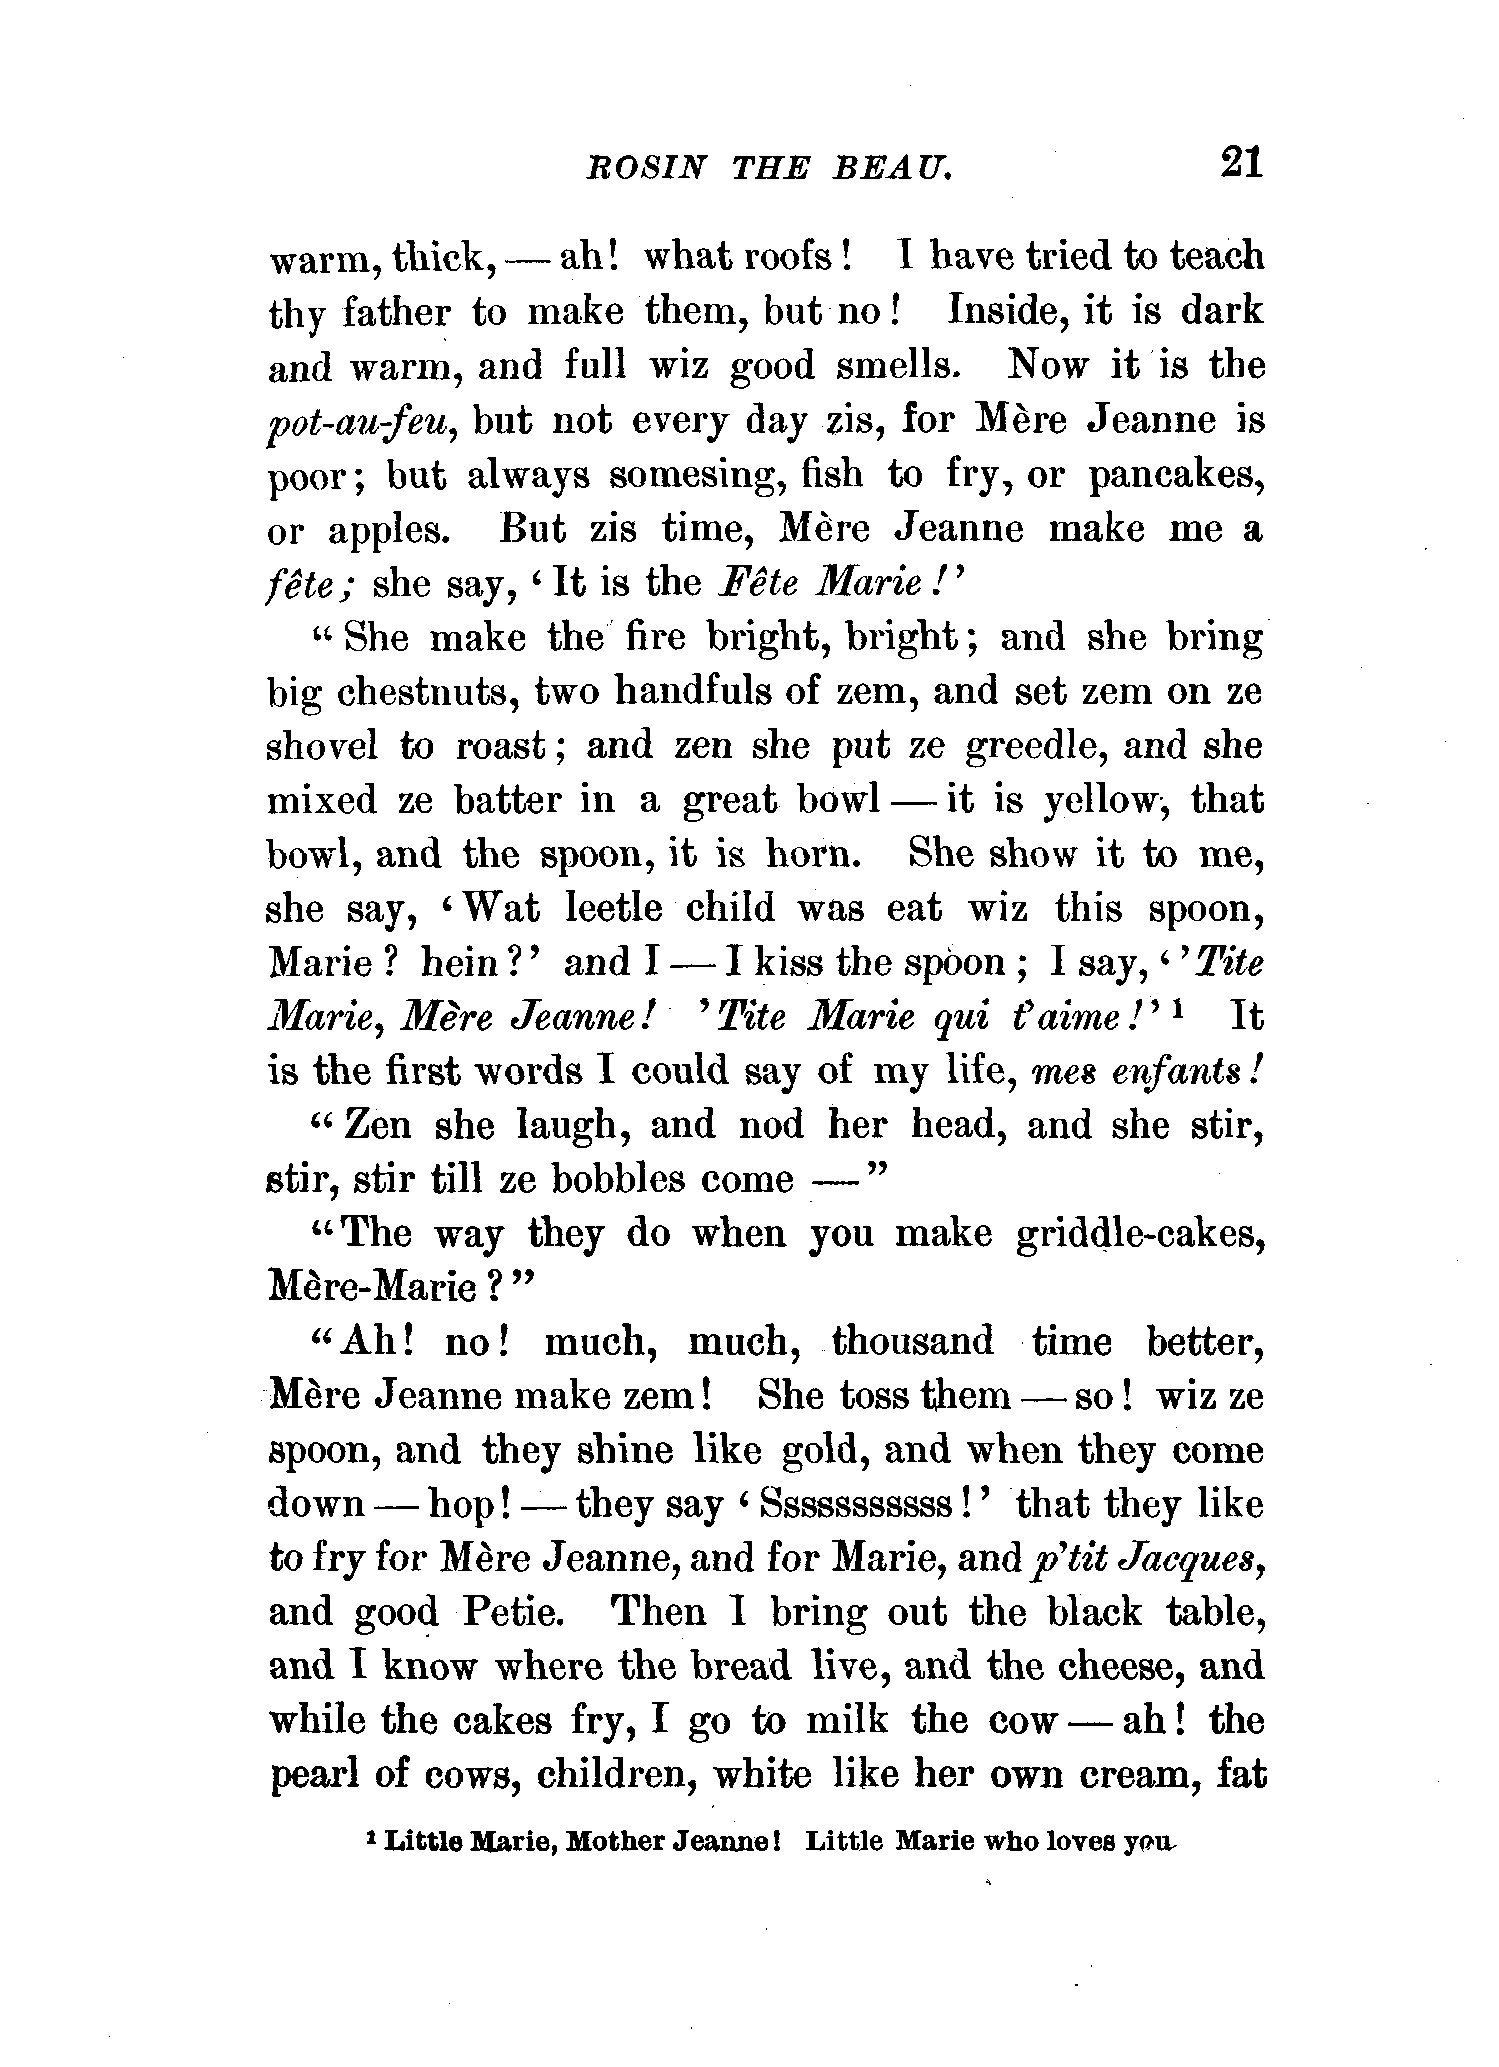 ROSIN THE BEAU. 21
warm, thick, — ah! what roofs! I have tried to teach
thy father to make them, but no! Inside, it is dark
and warm, and full wiz good smells. Now it is the
pot-au-feu, but not every day zis, for Mère Jeanne is
poor; but always somesing, fish to fry, or pancakes,
or apples. But zis time, Mère Jeanne make me a
fête; she say, ‘It is the Fête Marie!’
“She make the fire bright, bright; and she bring
big chestnuts, two handfuls of zem, and set zem on ze
shovel to roast; and zen she put ze greedle, and she
mixed ze batter in a great bowl — it is yellow, that
bowl, and the spoon, it is horn. She show it to me,
she say, ‘Wat leetle child was eat wiz this spoon,
Marie? hein?’ and I — I kiss the spoon; I say, ‘’Tite
Marie, Mère Jeanne! ’Tite Marie qui t’aime!’ ¹ It
is the first words I could say of my life, mes enfants!
“Zen she laugh, and nod her head, and she stir,
stir, stir till ze bobbles come —”
“The way they do when you make griddle-cakes,
Mère-Marie?”
“Ah! no! much, much, thousand time better,
Mère Jeanne make zem! She toss them — so! wiz ze
spoon, and they shine like gold, and when they come
down — hop! — they say ‘Sssssssssss!’ that they like
to fry for Mère Jeanne, and for Marie, and p’tit Jacques,
and good Petie. Then I bring out the black table,
and I know where the bread live, and the cheese, and
while the cakes fry, I go to milk the cow — ah! the
pearl of cows, children, white like her own cream, fat
¹ Little Marie, Mother Jeanne! Little Marie who loves you.